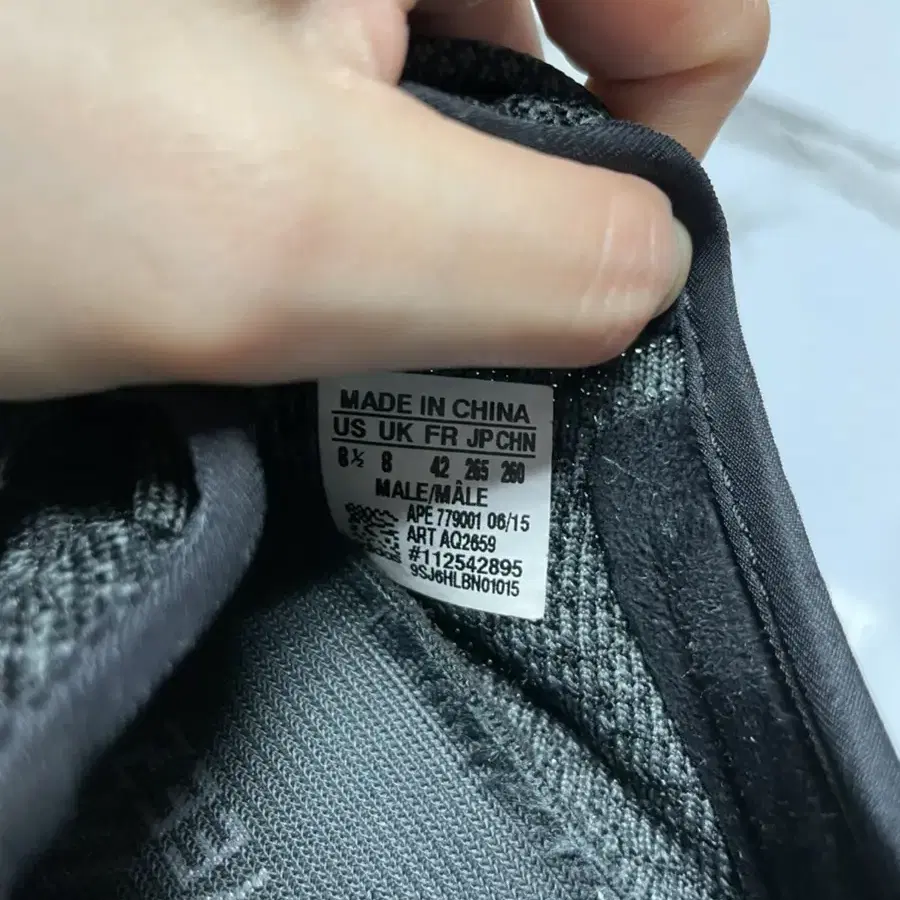 MADE IN CHINA
US UK FR JP CHN
8½ 8 42 265 260
MALE/MÂLE
APE 779001 06/15
ART AQ2659
#112542895
9SJ6HLBN01015